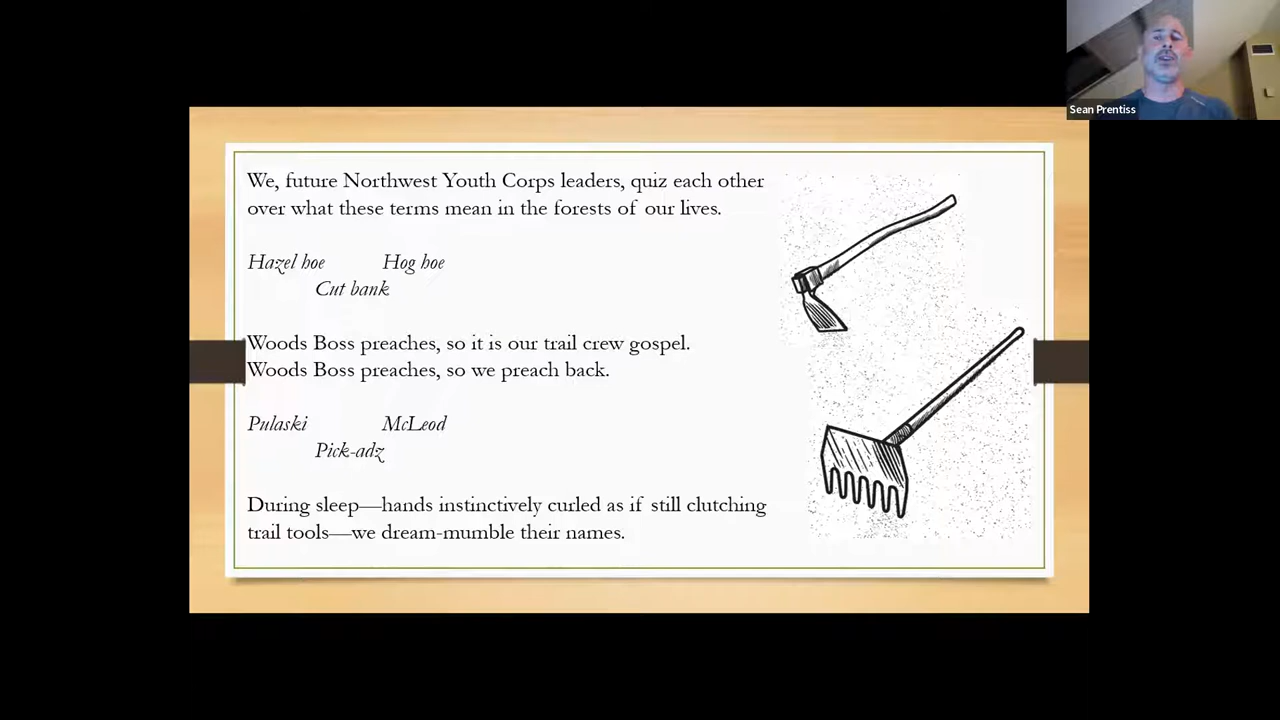 Sean Prentiss
We, future Northwest Youth Corps leaders, quiz each other
over what these terms mean in the forests of our lives.
Hazel hoe Hog hoe
Cut bank
Woods Boss preaches, so it is our trail crew gospel.
Woods Boss preaches, so we preach back.
Pulaski McLeod
Pick-adz
During sleep—hands instinctively curled as if still clutching
trail tools—we dream-mumble their names.